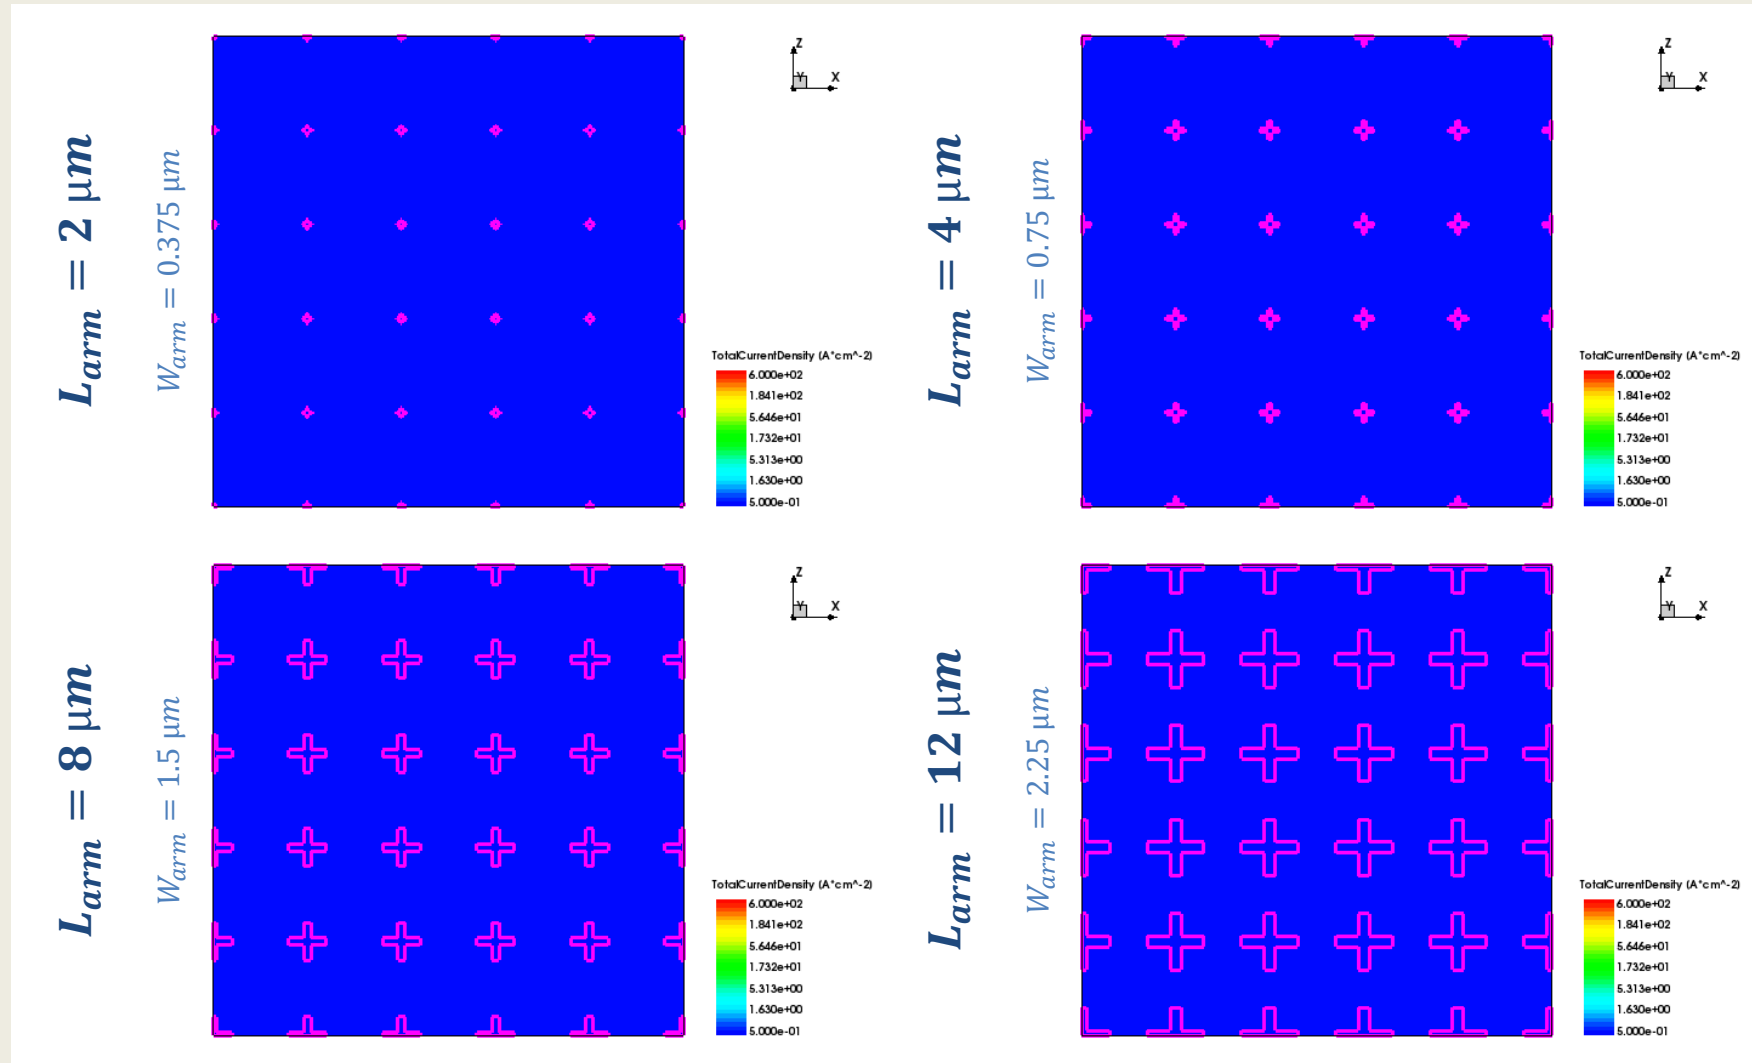 L_arm = 2 μm
W_arm = 0.375 μm
Z
Y
X
TotalCurrentDensity (A*cm^-2)
6.000e+02
1.841e+02
5.646e+01
1.732e+01
5.313e+00
1.630e+00
5.000e-01
L_arm = 4 μm
W_arm = 0.75 μm
Z
Y
X
TotalCurrentDensity (A*cm^-2)
6.000e+02
1.841e+02
5.646e+01
1.732e+01
5.313e+00
1.630e+00
5.000e-01
L_arm = 8 μm
W_arm = 1.5 μm
Z
Y
X
TotalCurrentDensity (A*cm^-2)
6.000e+02
1.841e+02
5.646e+01
1.732e+01
5.313e+00
1.630e+00
5.000e-01
L_arm = 12 μm
W_arm = 2.25 μm
Z
Y
X
TotalCurrentDensity (A*cm^-2)
6.000e+02
1.841e+02
5.646e+01
1.732e+01
5.313e+00
1.630e+00
5.000e-01